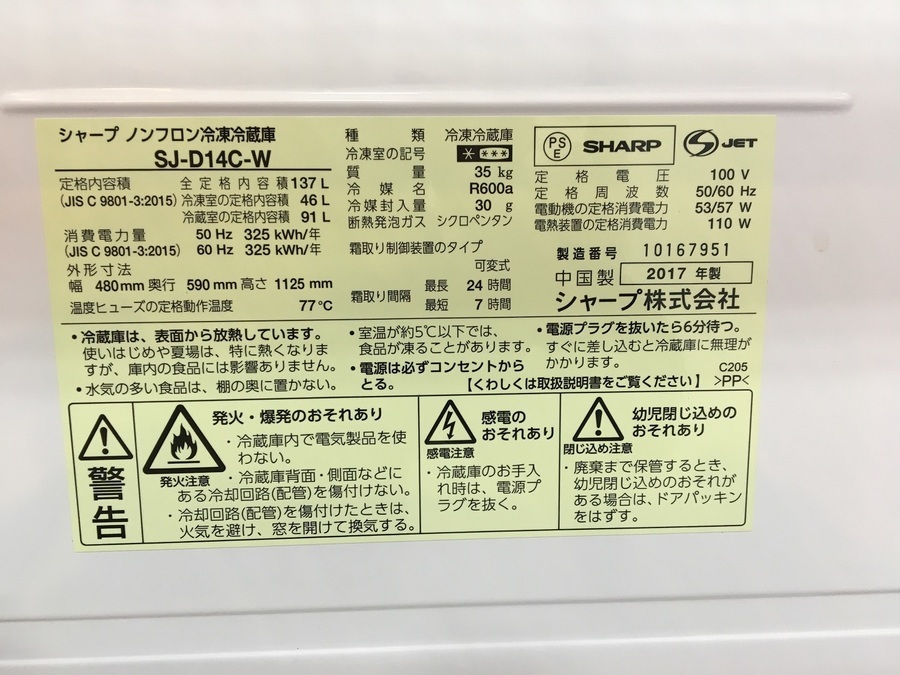 シャープ ノンフロン冷凍冷蔵庫
SJ-D14C-W
定格内容積 全定格内容積 137 L
(JIS C 9801-3:2015) 冷凍室の定格内容積 46 L
冷蔵室の定格内容積 91 L
消費電力量 50 Hz 325 kWh/年
(JIS C 9801-3:2015) 60 Hz 325 kWh/年
外形寸法
幅 480mm 奥行 590 mm 高さ 1125 mm
温度ヒューズの定格動作温度 77℃
種類 冷凍冷蔵庫
冷凍室の記号 * ***
質量 35 kg
冷媒名 R600a
冷媒封入量 30 g
断熱発泡ガス シクロペンタン
霜取り制御装置のタイプ
可変式
霜取り間隔 最長 24 時間
最短 7 時間
PS
E
SHARP
S JET
定格電圧 100 V
定格周波数 50/60 Hz
電動機の定格消費電力 53/57 W
電熱装置の定格消費電力 110 W
製造番号 10167951
中国製 2017 年製
シャープ株式会社
・冷蔵庫は、表面から放熱しています。
使いはじめや夏場は、特に熱くなりま
すが、庫内の食品には影響ありません。
・水気の多い食品は、棚の奥に置かない。
・室温が約5℃以下では、
食品が凍ることがあります。
・電源は必ずコンセントから
とる。
・電源プラグを抜いたら6分待つ。
すぐに差し込むと冷蔵庫に無理が
かかります。
【くわしくは取扱説明書をご覧ください】
C205
>PP<
警告
発火注意
発火・爆発のおそれあり
・冷蔵庫内で電気製品を使
わない。
・冷蔵庫背面・側面などに
ある冷却回路(配管)を傷付けない。
・冷却回路(配管)を傷付けたときは、
火気を避け、窓を開けて換気する。
感電注意
感電の
おそれあり
・冷蔵庫のお手入
れ時は、電源プ
ラグを抜く。
閉じ込め注意
幼児閉じ込めの
おそれあり
・廃棄まで保管するとき、
幼児閉じ込めのおそれが
ある場合は、ドアパッキン
をはずす。